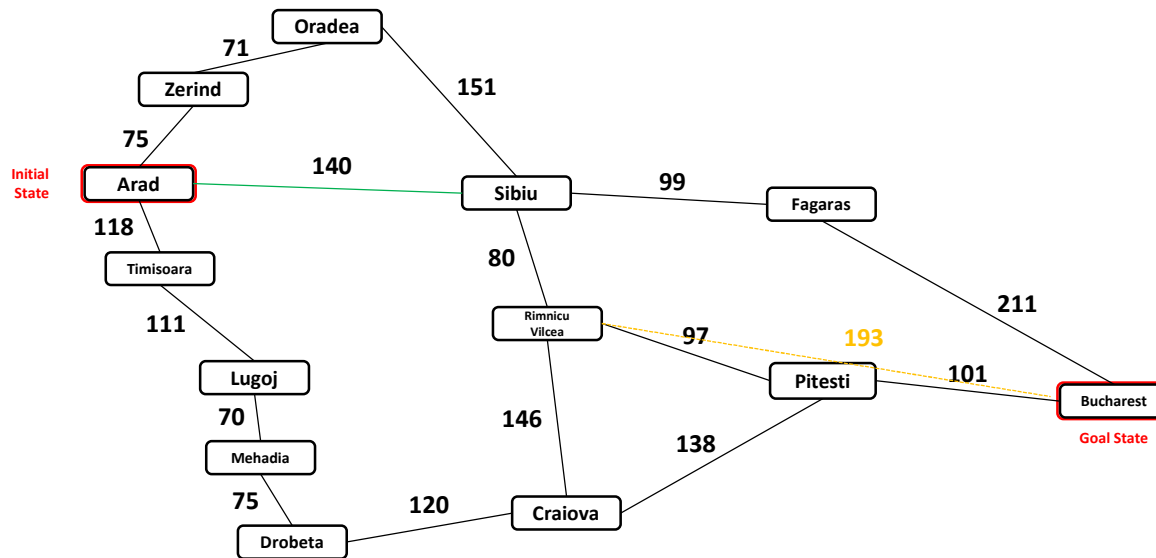 Oradea
71
Zerind
151
75
Initial
State
Arad
140
Sibiu
99
Fagaras
118
Timisoara
80
111
Rimnicu
Vilcea
97
193
211
Lugoj
Pitesti
101
Bucharest
70
146
138
Goal State
Mehadia
75
120
Craiova
Drobeta